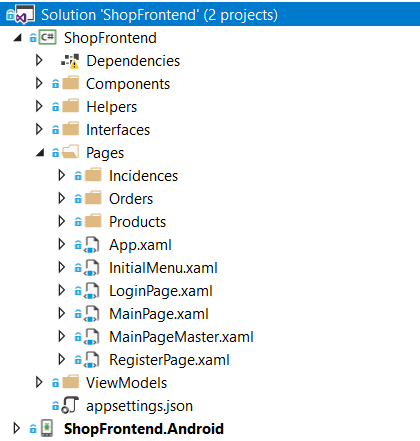 Solution 'ShopFrontend' (2 projects)
C# ShopFrontend
Dependencies
Components
Helpers
Interfaces
Pages
Incidences
Orders
Products
App.xaml
InitialMenu.xaml
LoginPage.xaml
MainPage.xaml
MainPageMaster.xaml
RegisterPage.xaml
ViewModels
appsettings.json
ShopFrontend.Android